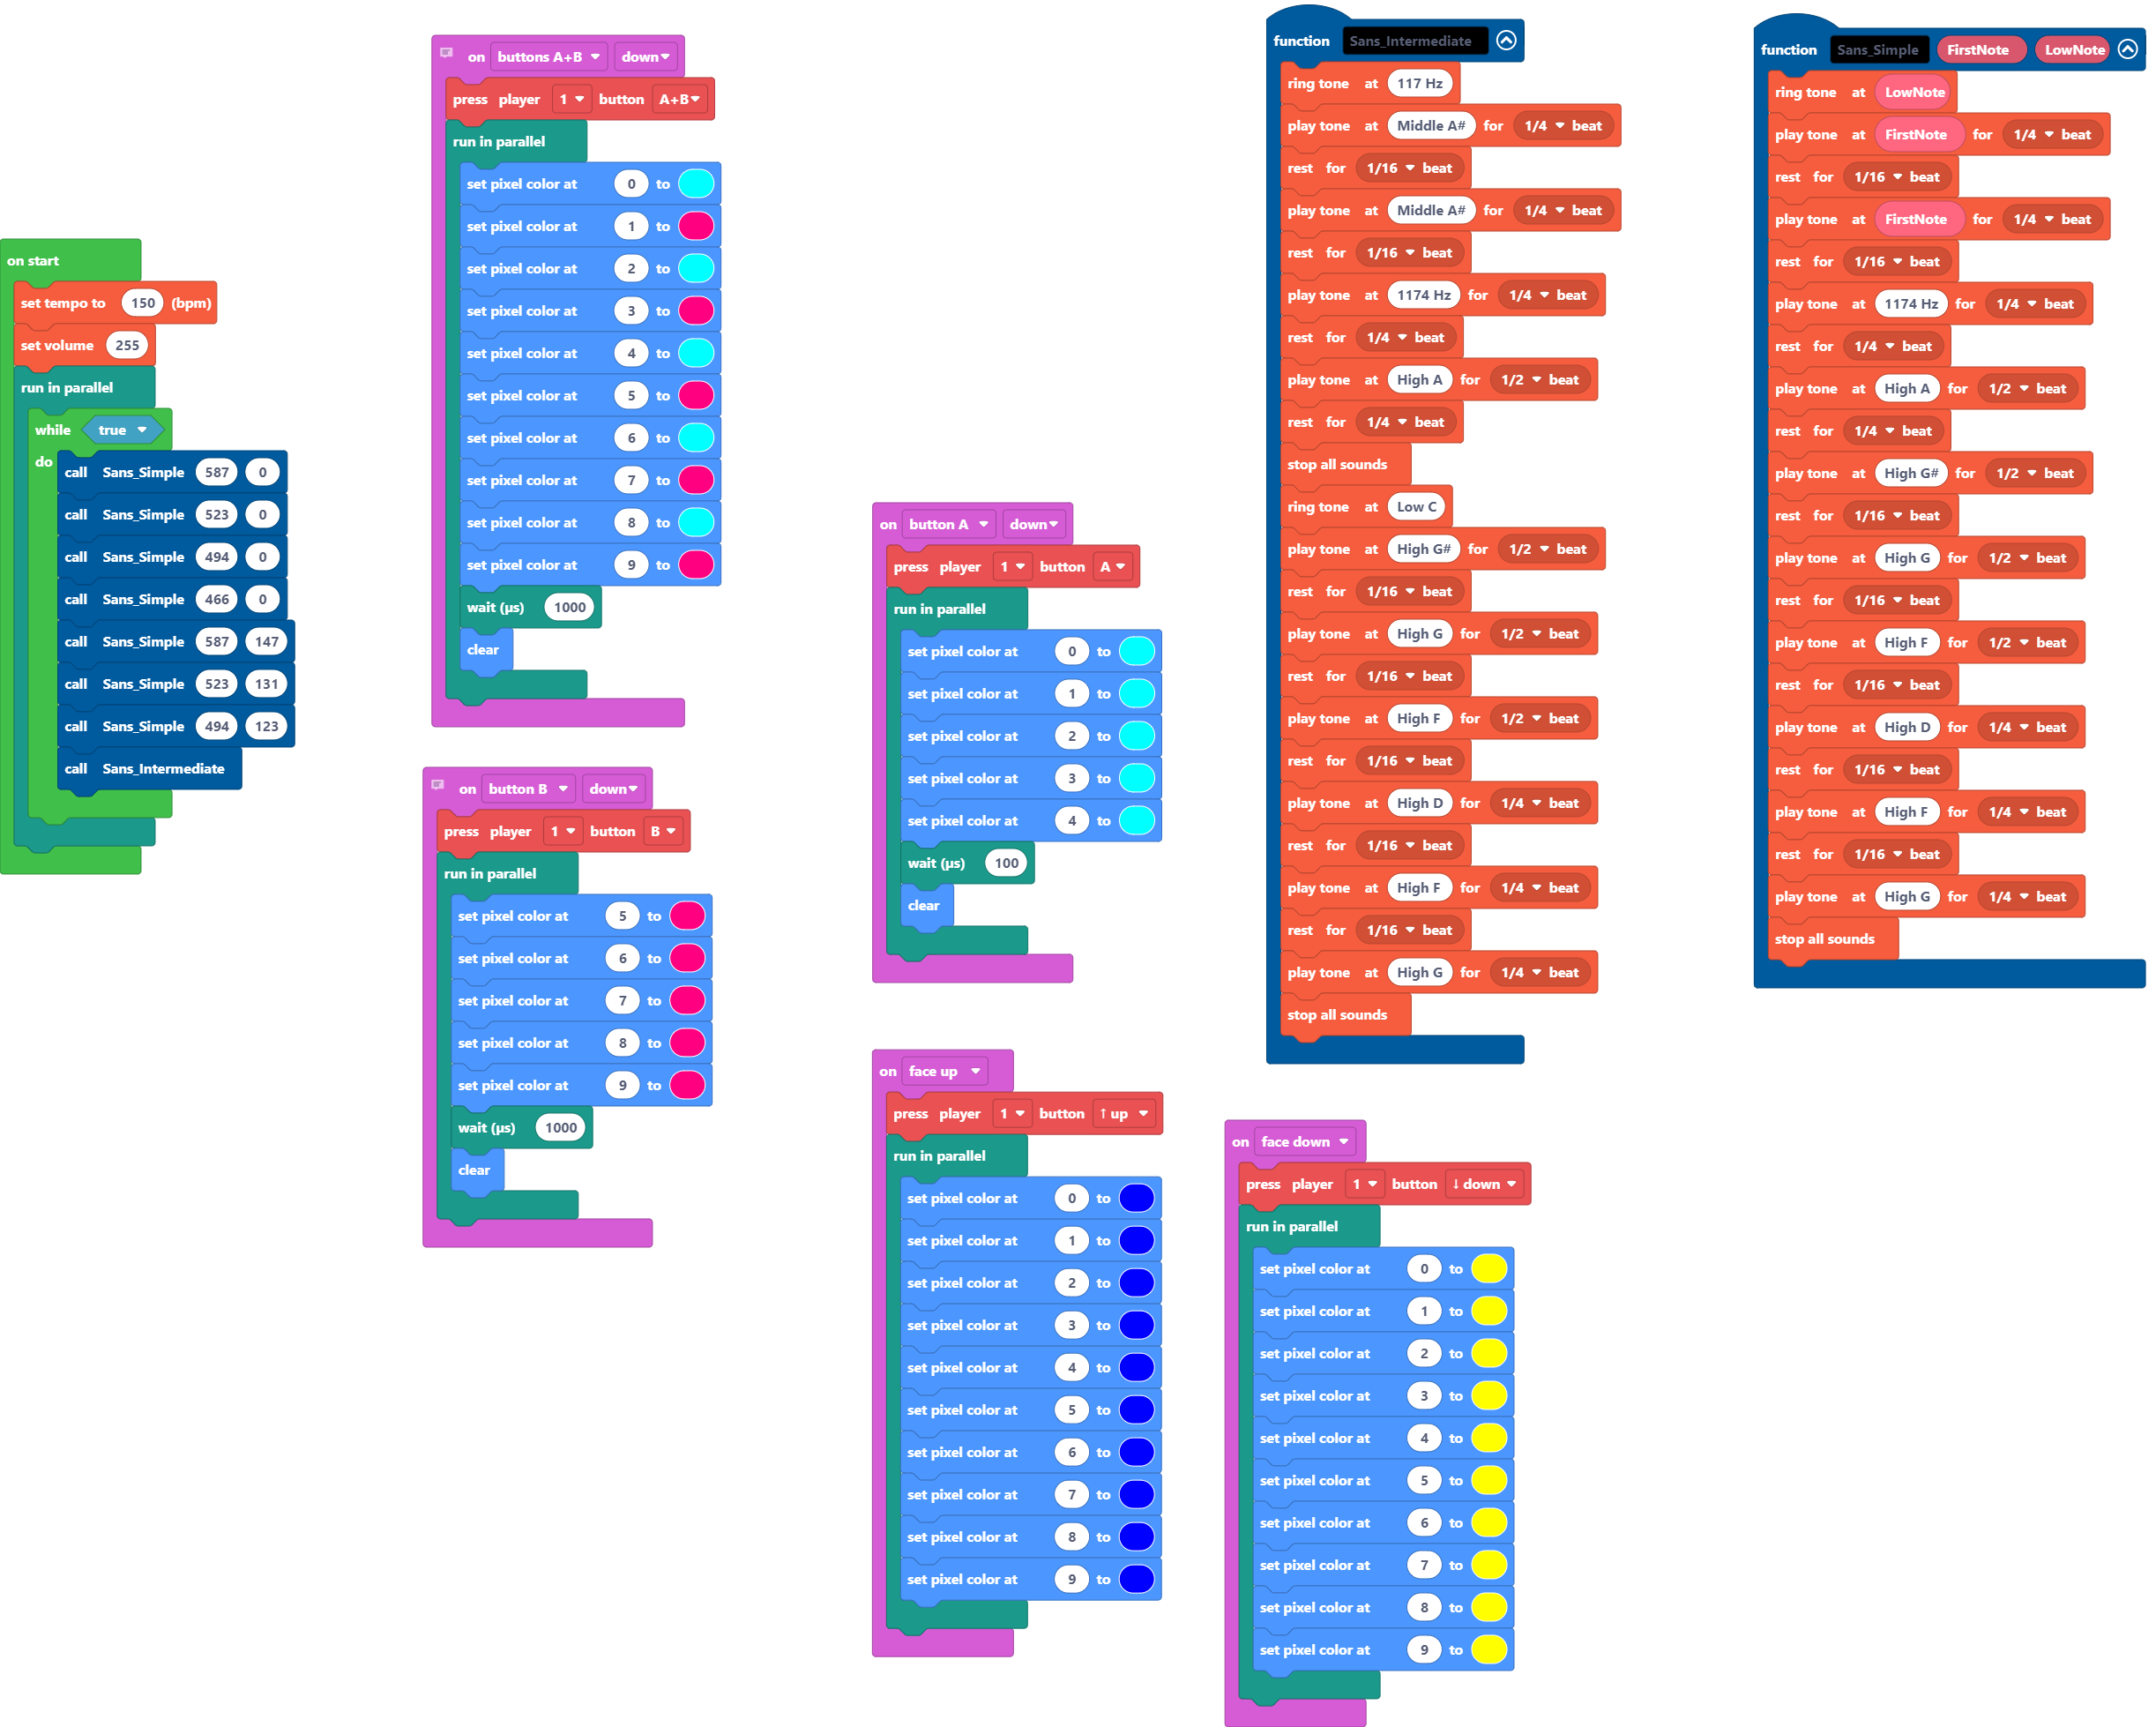 on start
set tempo to 150 (bpm)
set volume 255
run in parallel
while true
do
call Sans_Simple 587 0
call Sans_Simple 523 0
call Sans_Simple 494 0
call Sans_Simple 466 0
call Sans_Simple 587 147
call Sans_Simple 523 131
call Sans_Simple 494 123
call Sans_Intermediate
on buttons A+B down
press player 1 button A+B
run in parallel
set pixel color at 0 to
set pixel color at 1 to
set pixel color at 2 to
set pixel color at 3 to
set pixel color at 4 to
set pixel color at 5 to
set pixel color at 6 to
set pixel color at 7 to
set pixel color at 8 to
set pixel color at 9 to
wait (µs) 1000
clear
on button B down
press player 1 button B
run in parallel
set pixel color at 5 to
set pixel color at 6 to
set pixel color at 7 to
set pixel color at 8 to
set pixel color at 9 to
wait (µs) 1000
clear
on button A down
press player 1 button A
run in parallel
set pixel color at 0 to
set pixel color at 1 to
set pixel color at 2 to
set pixel color at 3 to
set pixel color at 4 to
wait (µs) 100
clear
on face up
press player 1 button ↑ up
run in parallel
set pixel color at 0 to
set pixel color at 1 to
set pixel color at 2 to
set pixel color at 3 to
set pixel color at 4 to
set pixel color at 5 to
set pixel color at 6 to
set pixel color at 7 to
set pixel color at 8 to
set pixel color at 9 to
function Sans_Intermediate
ring tone at 117 Hz
play tone at Middle A# for 1/4 beat
rest for 1/16 beat
play tone at Middle A# for 1/4 beat
rest for 1/16 beat
play tone at 1174 Hz for 1/4 beat
rest for 1/4 beat
play tone at High A for 1/2 beat
rest for 1/4 beat
stop all sounds
ring tone at Low C
play tone at High G# for 1/2 beat
rest for 1/16 beat
play tone at High G for 1/2 beat
rest for 1/16 beat
play tone at High F for 1/2 beat
rest for 1/16 beat
play tone at High D for 1/4 beat
rest for 1/16 beat
play tone at High F for 1/4 beat
rest for 1/16 beat
play tone at High G for 1/4 beat
stop all sounds
on face down
press player 1 button ↓ down
run in parallel
set pixel color at 0 to
set pixel color at 1 to
set pixel color at 2 to
set pixel color at 3 to
set pixel color at 4 to
set pixel color at 5 to
set pixel color at 6 to
set pixel color at 7 to
set pixel color at 8 to
set pixel color at 9 to
function Sans_Simple FirstNote LowNote
ring tone at LowNote
play tone at FirstNote for 1/4 beat
rest for 1/16 beat
play tone at FirstNote for 1/4 beat
rest for 1/16 beat
play tone at 1174 Hz for 1/4 beat
rest for 1/4 beat
play tone at High A for 1/2 beat
rest for 1/4 beat
play tone at High G# for 1/2 beat
rest for 1/16 beat
play tone at High G for 1/2 beat
rest for 1/16 beat
play tone at High F for 1/2 beat
rest for 1/16 beat
play tone at High D for 1/4 beat
rest for 1/16 beat
play tone at High F for 1/4 beat
rest for 1/16 beat
play tone at High G for 1/4 beat
stop all sounds